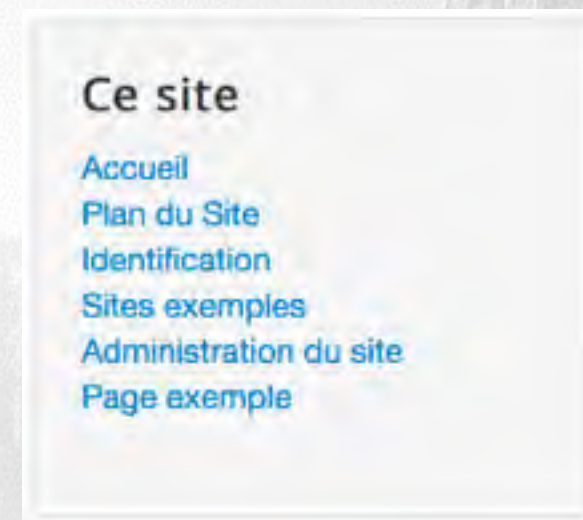 Ce site
Accueil
Plan du Site
Identification
Sites exemples
Administration du site
Page exemple